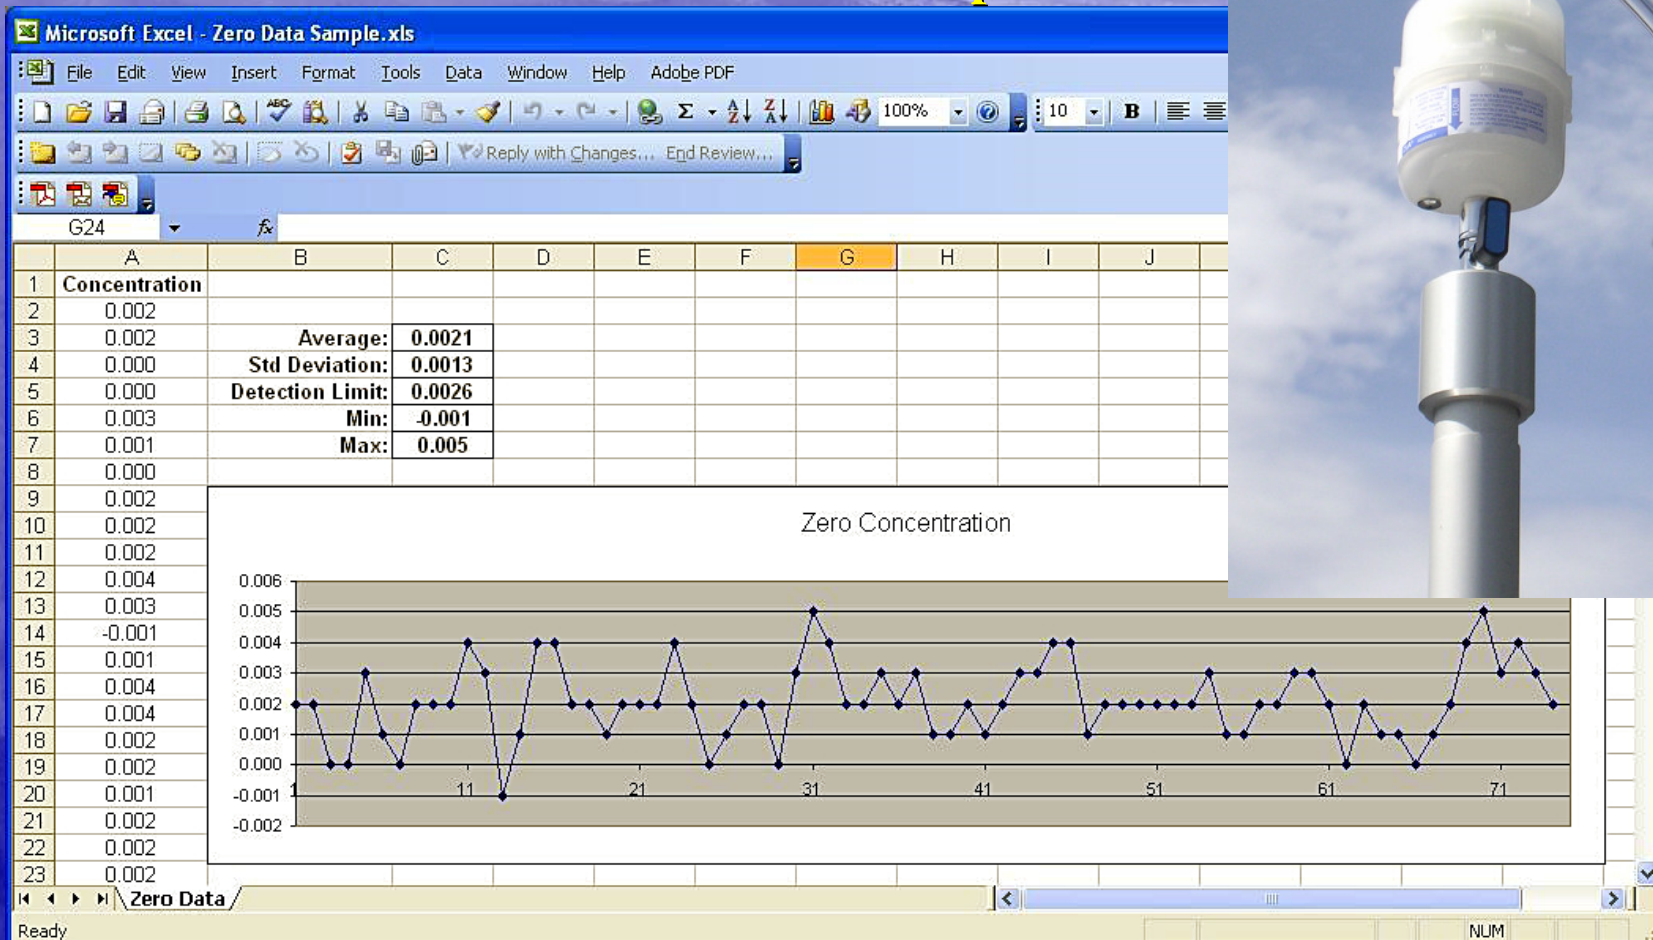 Microsoft Excel - Zero Data Sample.xls
File Edit View Insert Format Tools Data Window Help Adobe PDF
ABC Σ A Z Z A 100% 10 B
Reply with Changes... End Review...
G24 fx
A B C D E F G H I J
1 Concentration
2 0.002
3 0.002 Average: 0.0021
4 0.000 Std Deviation: 0.0013
5 0.000 Detection Limit: 0.0026
6 0.003 Min: -0.001
7 0.001 Max: 0.005
8 0.000
9 0.002
10 0.002
11 0.002
12 0.004
13 0.003
14 -0.001
15 0.001
16 0.004
17 0.004
18 0.002
19 0.002
20 0.001
21 0.002
22 0.002
23 0.002
Zero Concentration
0.006
0.005
0.004
0.003
0.002
0.001
0.000
-0.001
-0.002
1 11 21 31 41 51 61 71
Zero Data
Ready NUM